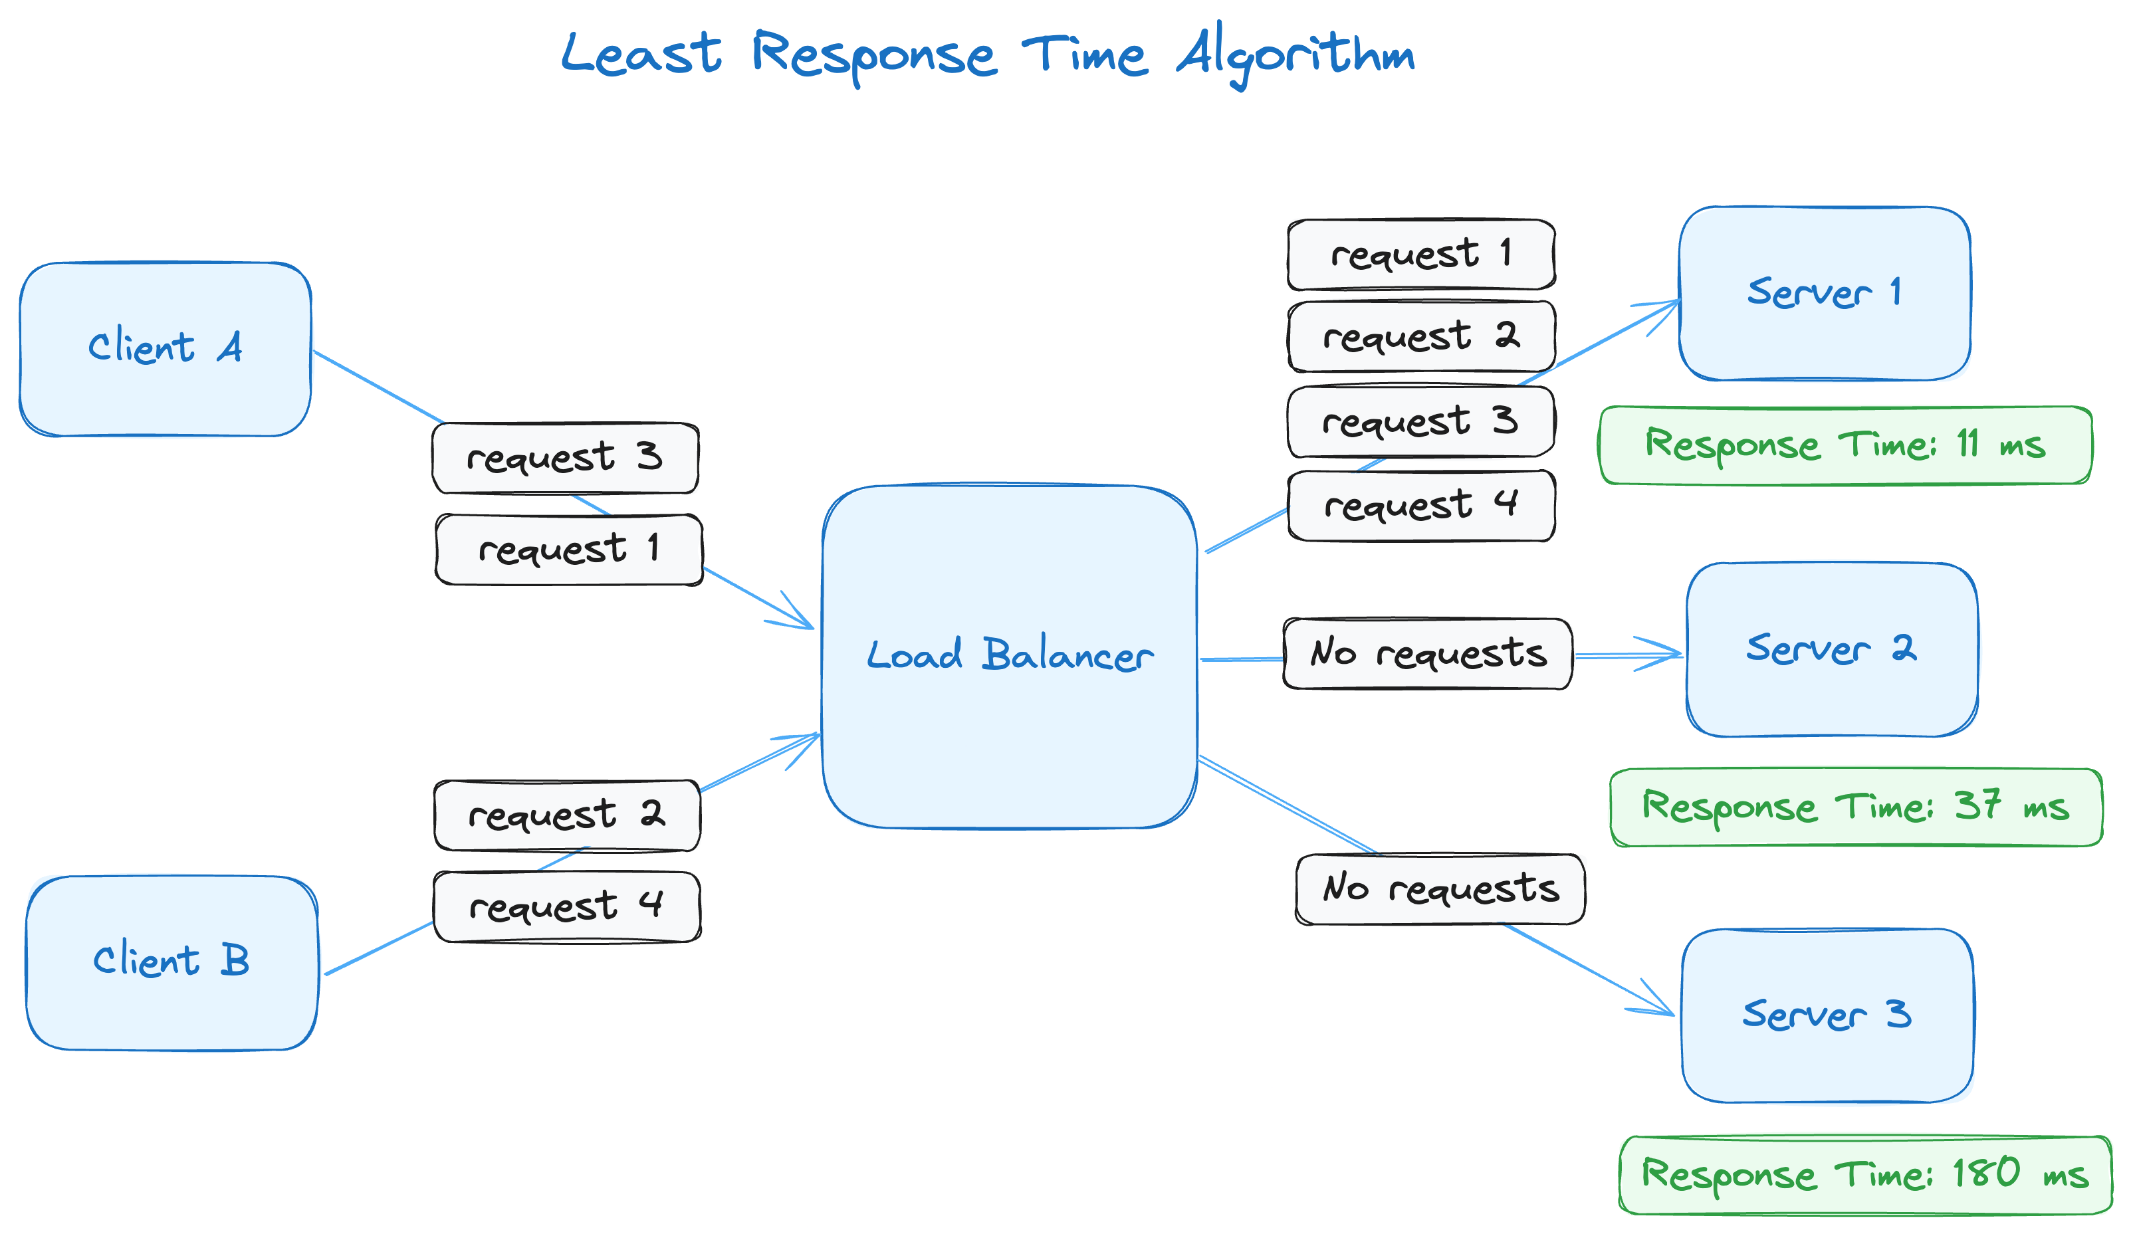 Least Response Time Algorithm
Client A
request 3
request 1
Client B
request 2
request 4
Load Balancer
request 1
request 2
request 3
request 4
Server 1
Response Time: 11 ms
No requests
Server 2
Response Time: 37 ms
No requests
Server 3
Response Time: 180 ms